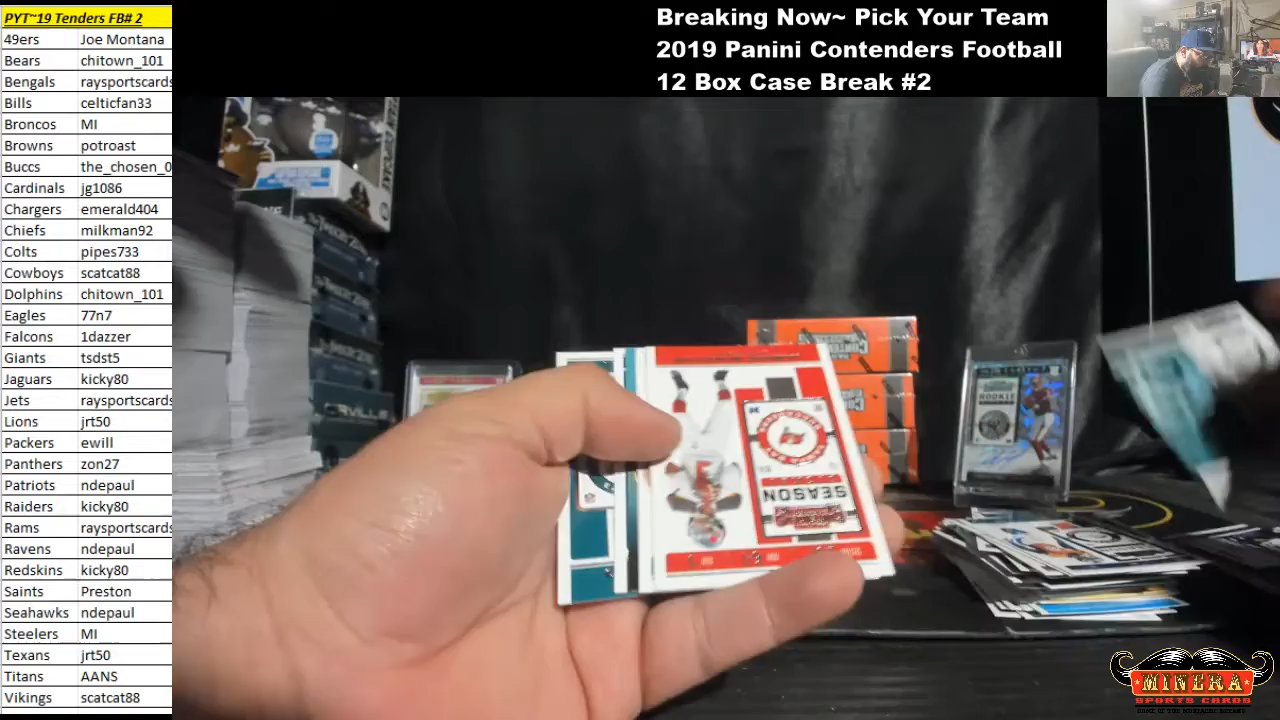 PYT~19 Tenders FB# 2
49ers Joe Montana
Bears chitown_101
Bengals raysportscards
Bills celticfan33
Broncos MI
Browns potroast
Buccs the_chosen_0
Cardinals jg1086
Chargers emerald404
Chiefs milkman92
Colts pipes733
Cowboys scatcat88
Dolphins chitown_101
Eagles 77n7
Falcons 1dazzer
Giants tsdst5
Jaguars kicky80
Jets raysportscards
Lions jrt50
Packers ewill
Panthers zon27
Patriots ndepaul
Raiders kicky80
Rams raysportscards
Ravens ndepaul
Redskins kicky80
Saints Preston
Seahawks ndepaul
Steelers MI
Texans jrt50
Titans AANS
Vikings scatcat88
Breaking Now~ Pick Your Team
2019 Panini Contenders Football
12 Box Case Break #2
ROOKIE
SEASON
CONTENDERS
MINERA
SPORTS CARDS